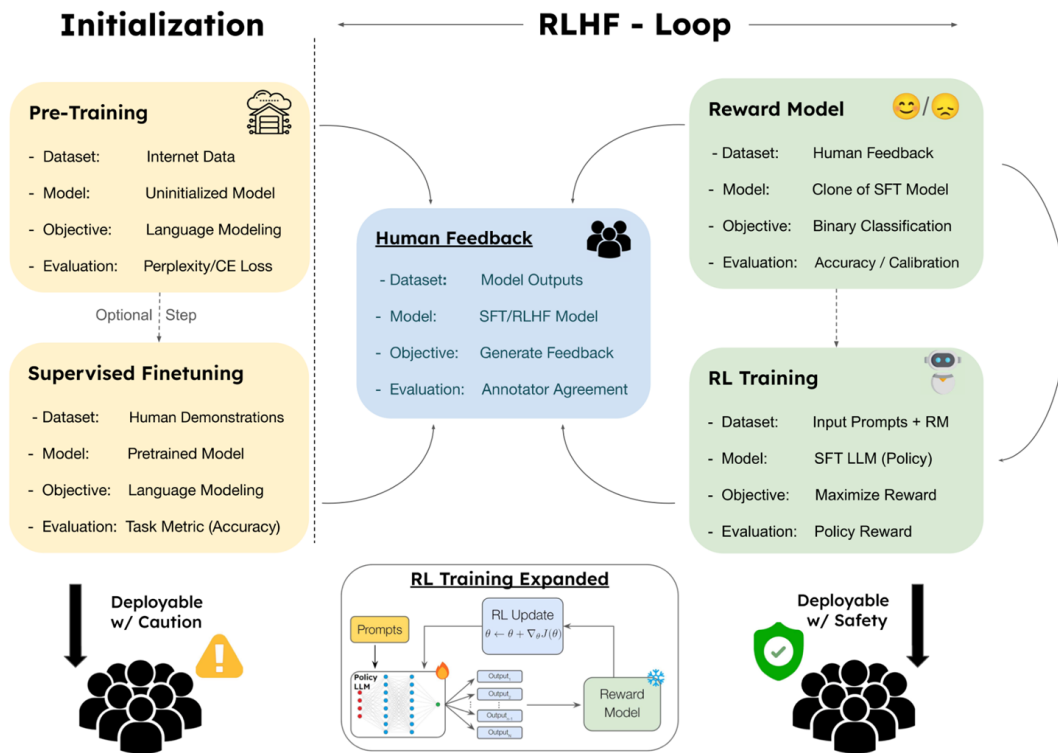 Initialization
RLHF - Loop
Pre-Training
- Dataset: Internet Data
- Model: Uninitialized Model
- Objective: Language Modeling
- Evaluation: Perplexity/CE Loss
Optional Step
Supervised Finetuning
- Dataset: Human Demonstrations
- Model: Pretrained Model
- Objective: Language Modeling
- Evaluation: Task Metric (Accuracy)
Deployable
w/ Caution
Human Feedback
- Dataset: Model Outputs
- Model: SFT/RLHF Model
- Objective: Generate Feedback
- Evaluation: Annotator Agreement
Reward Model
/
- Dataset: Human Feedback
- Model: Clone of SFT Model
- Objective: Binary Classification
- Evaluation: Accuracy / Calibration
RL Training
- Dataset: Input Prompts + RM
- Model: SFT LLM (Policy)
- Objective: Maximize Reward
- Evaluation: Policy Reward
Deployable
w/ Safety
RL Training Expanded
Prompts
RL Update
θ ← θ + ∇θJ(θ)
Policy
LLM
Output
Output
Output
Output
Reward
Model